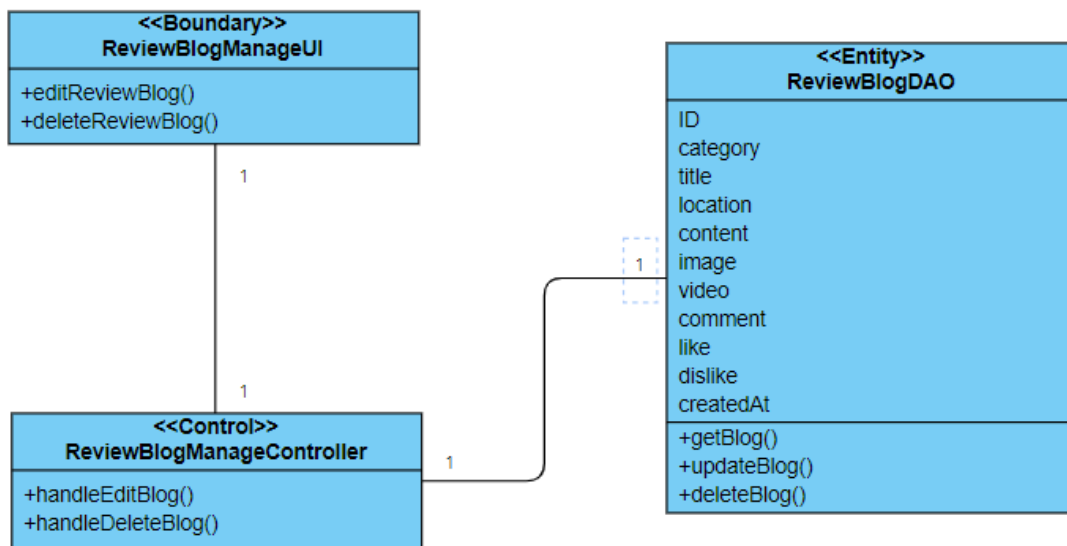 <<Boundary>>
ReviewBlogManageUI
+editReviewBlog()
+deleteReviewBlog()
1
1
<<Control>>
ReviewBlogManageController
+handleEditBlog()
+handleDeleteBlog()
1
1
<<Entity>>
ReviewBlogDAO
ID
category
title
location
content
image
video
comment
like
dislike
createdAt
+getBlog()
+updateBlog()
+deleteBlog()